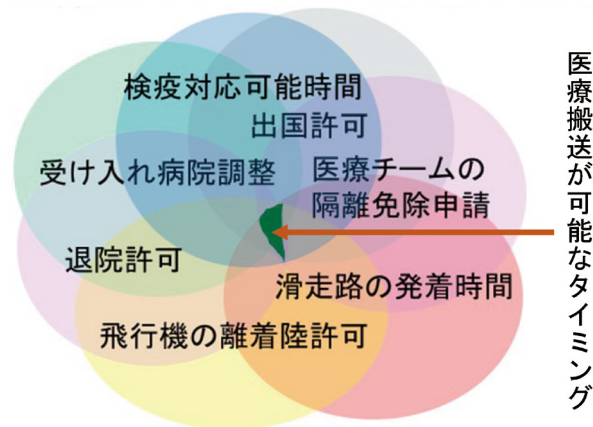 検疫対応可能時間
出国許可
受け入れ病院調整
医療チームの
隔離免除申請
退院許可
滑走路の発着時間
飛行機の離着陸許可
医療搬送が可能なタイミング